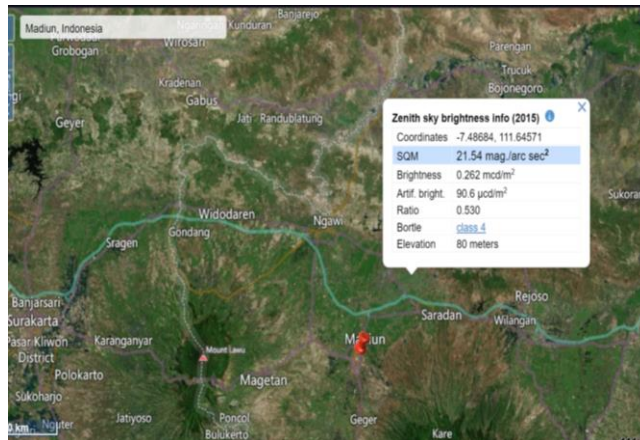 Madiun, Indonesia
Banjarejo
Kunduran
Wirosari
Grobogan
Parengan
Trucuk
Bojonegoro
Kradenan
Gabus
Geyer
Jati
Randublatung
Zenith sky brightness info (2015)
Coordinates -7.48684, 111.64571
SQM 21.54 mag./arc sec²
Brightness 0.262 mcd/m²
Artif. bright. 90.6 μcd/m²
Ratio 0.530
Bortle class 4
Elevation 80 meters
Widodaren
Ngawi
Gondang
Sragen
Banjarsari
Surakarta
Pasar Kliwon
District
Karanganyar
Mount Lawu
Polokarto
Sukoharjo
Magetan
Rejoso
Saradan
Wilangan
Jatiyoso
Poncol
Bulukerto
Geger
Kare